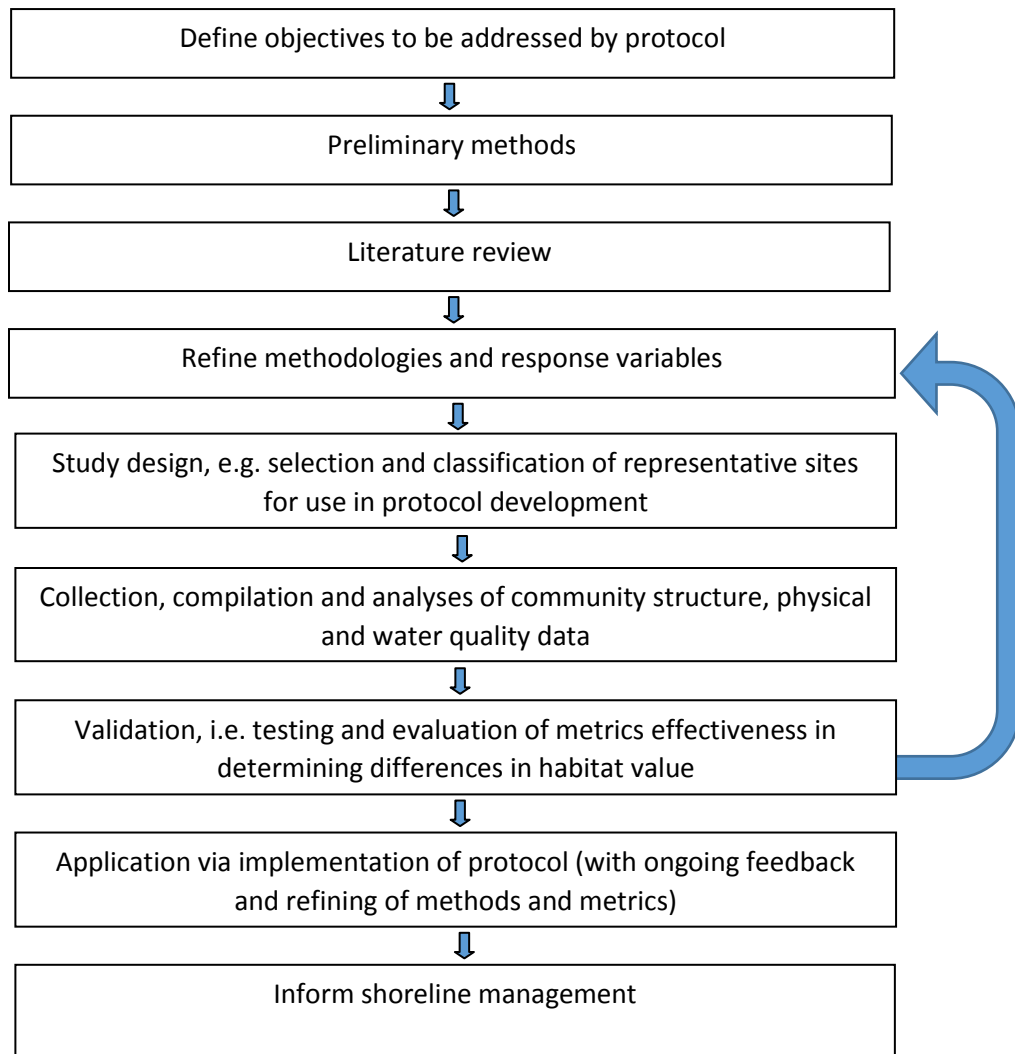 Define objectives to be addressed by protocol
Preliminary methods
Literature review
Refine methodologies and response variables
Study design, e.g. selection and classification of representative sites
for use in protocol development
Collection, compilation and analyses of community structure, physical
and water quality data
Validation, i.e. testing and evaluation of metrics effectiveness in
determining differences in habitat value
Application via implementation of protocol (with ongoing feedback
and refining of methods and metrics)
Inform shoreline management